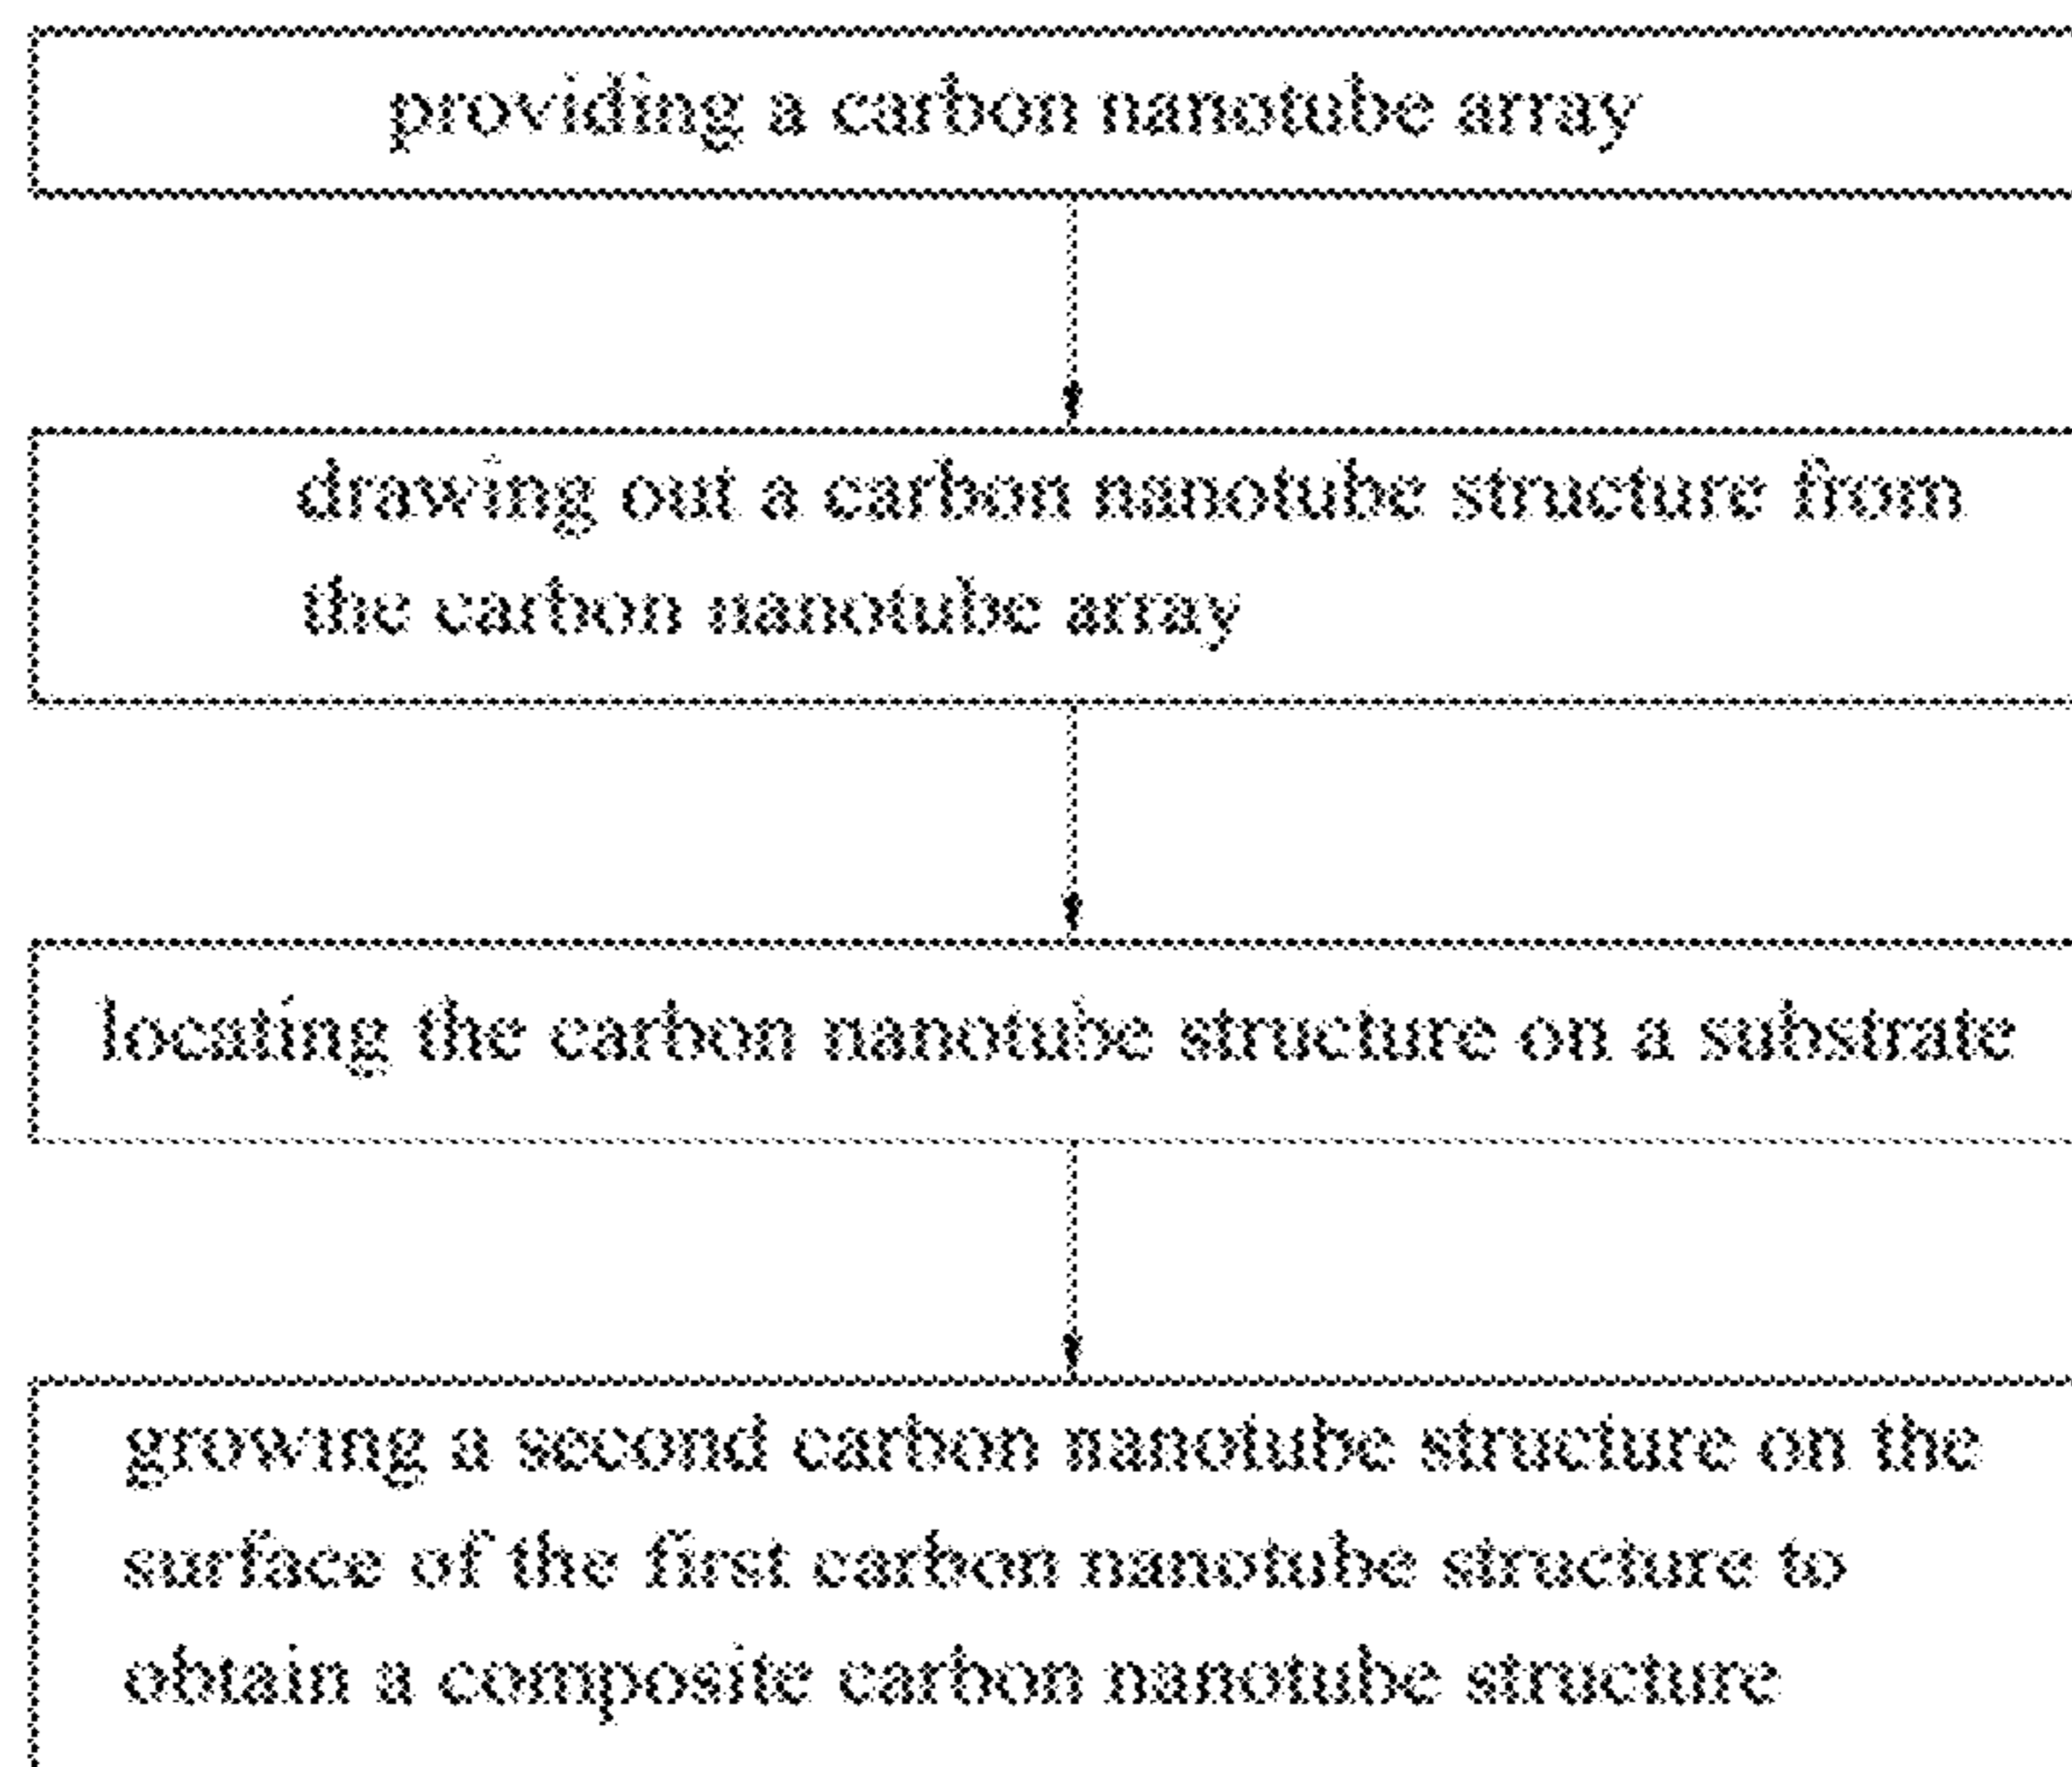 providing a carbon nanotube array
drawing out a carbon nanotube structure from
the carbon nanotube array
locating the carbon nanotube structure on a substrate
growing a second carbon nanotube structure on the
surface of the first carbon nanotube structure to
obtain a composite carbon nanotube structure